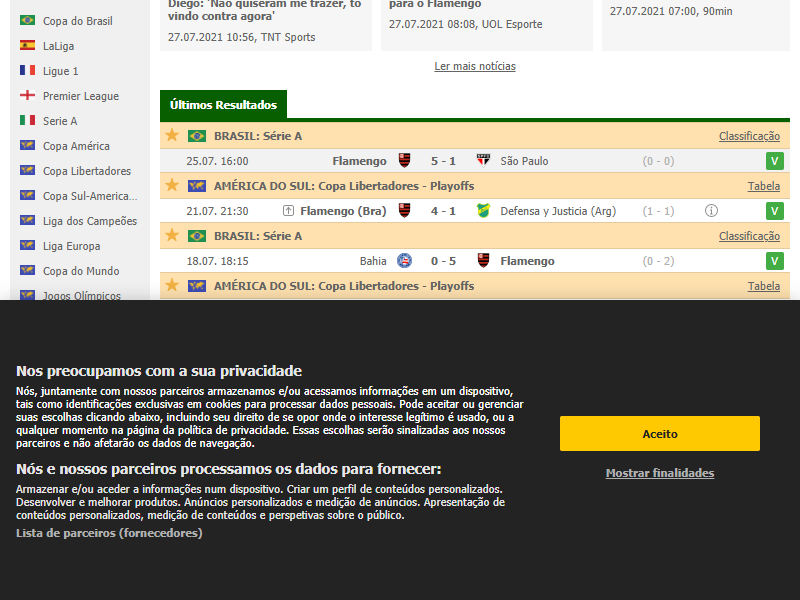 Copa do Brasil
LaLiga
Ligue 1
Premier League
Serie A
Copa América
Copa Libertadores
Copa Sul-America...
Liga dos Campeões
Liga Europa
Copa do Mundo
Jogos Olímpicos
Diego: 'Não quiseram me trazer, to
vindo contra agora'
27.07.2021 10:56, TNT Sports
para o Flamengo
27.07.2021 08:08, UOL Esporte
27.07.2021 07:00, 90min
Ler mais notícias
Últimos Resultados
BRASIL: Série A Classificação
25.07. 16:00 Flamengo 5 - 1 São Paulo (0 - 0) V
AMÉRICA DO SUL: Copa Libertadores - Playoffs Tabela
21.07. 21:30 Flamengo (Bra) 4 - 1 Defensa y Justicia (Arg) (1 - 1) V
BRASIL: Série A Classificação
18.07. 18:15 Bahia 0 - 5 Flamengo (0 - 2) V
AMÉRICA DO SUL: Copa Libertadores - Playoffs Tabela
Nos preocupamos com a sua privacidade
Nós, juntamente com nossos parceiros armazenamos e/ou acessamos informações em um dispositivo,
tais como identificações exclusivas em cookies para processar dados pessoais. Pode aceitar ou gerenciar
suas escolhas clicando abaixo, incluindo seu direito de se opor onde o interesse legítimo é usado, ou a
qualquer momento na página da política de privacidade. Essas escolhas serão sinalizadas aos nossos
parceiros e não afetarão os dados de navegação.
Nós e nossos parceiros processamos os dados para fornecer:
Armazenar e/ou aceder a informações num dispositivo. Criar um perfil de conteúdos personalizados.
Desenvolver e melhorar produtos. Anúncios personalizados e medição de anúncios. Apresentação de
conteúdos personalizados, medição de conteúdos e perspetivas sobre o público.
Lista de parceiros (fornecedores)
Aceito
Mostrar finalidades